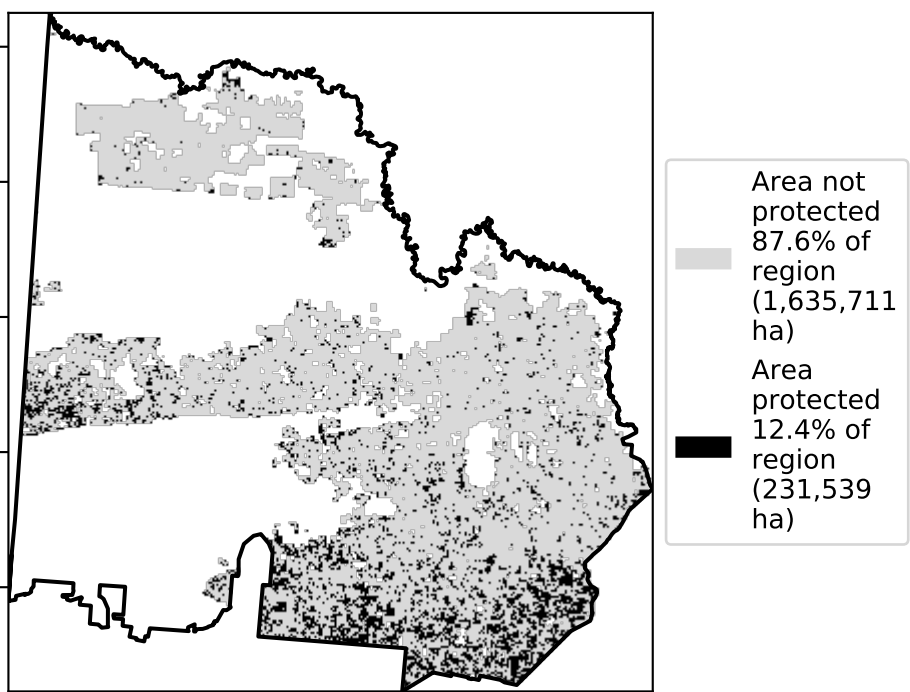 Area not
protected
87.6% of
region
(1,635,711
ha)
Area
protected
12.4% of
region
(231,539
ha)